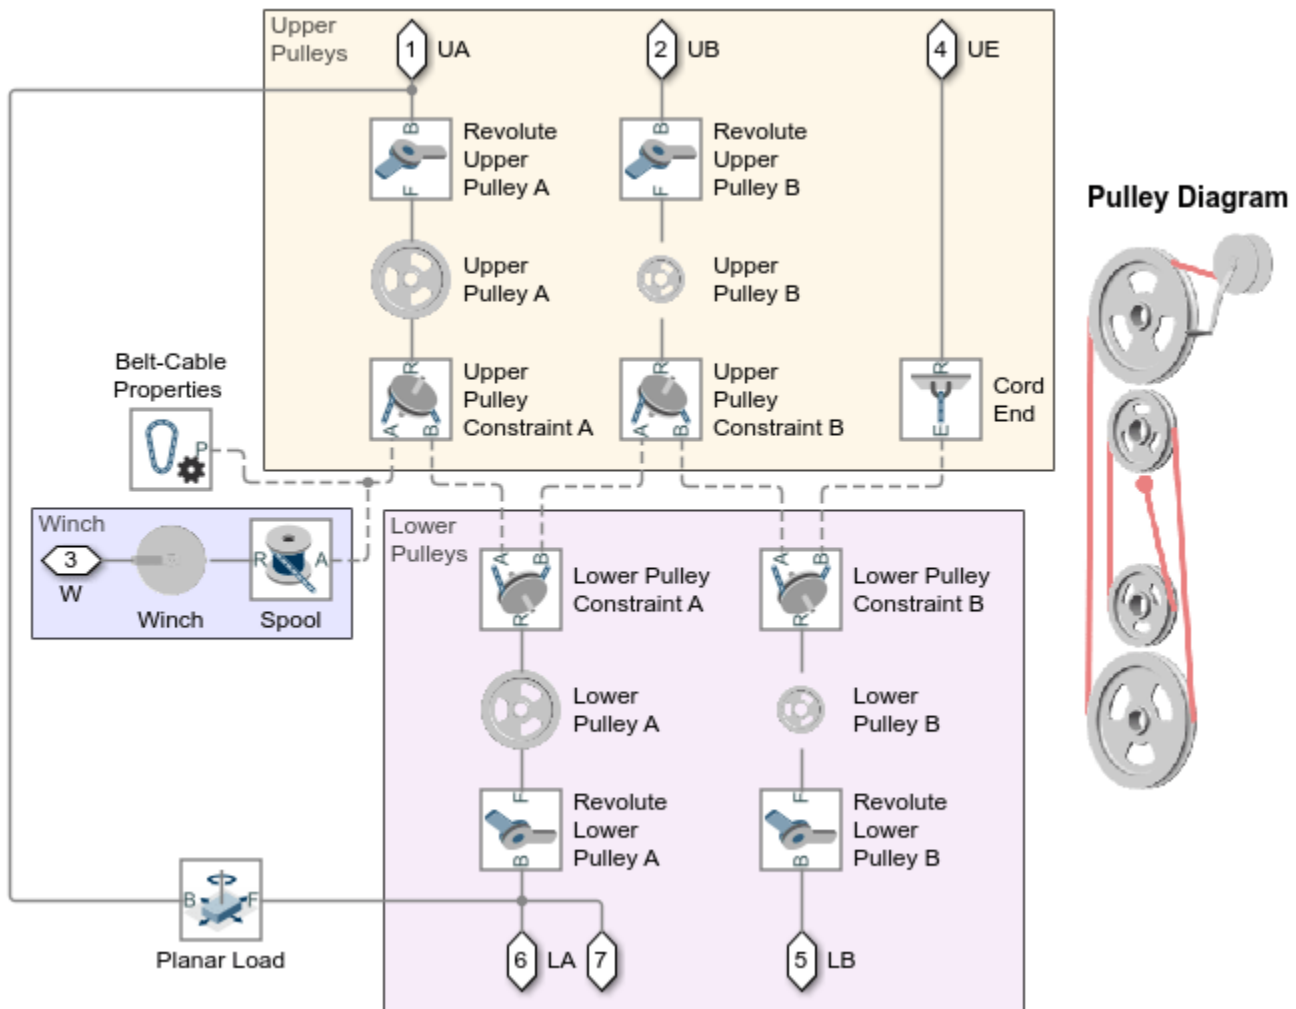 Upper
Pulleys
1
UA
2
UB
4
UE
B
Revolute
Upper
Pulley A
F
B
Revolute
Upper
Pulley B
F
Pulley Diagram
Upper
Pulley A
Upper
Pulley B
Belt-Cable
Properties
P
R
Upper
Pulley
Constraint A
A
B
R
Upper
Pulley
Constraint B
A
B
R
Cord
End
E
Winch
3
W
Winch
R
A
Spool
Lower
Pulleys
A
B
Lower Pulley
Constraint A
R
A
B
Lower Pulley
Constraint B
R
Lower
Pulley A
Lower
Pulley B
F
Revolute
Lower
Pulley A
B
F
Revolute
Lower
Pulley B
B
B
F
Planar Load
6
LA
7
5
LB